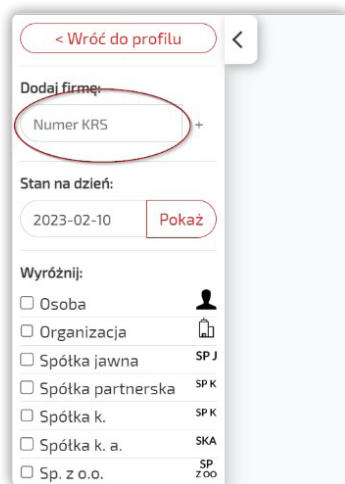 < Wróć do profilu
Dodaj firmę:
Numer KRS +
Stan na dzień:
2023-02-10 Pokaż
Wyróżnij:
Osoba
Organizacja
Spółka jawna SP J
Spółka partnerska SP K
Spółka k. SP K
Spółka k. a. SKA
Sp. z o.o. SP Z OO